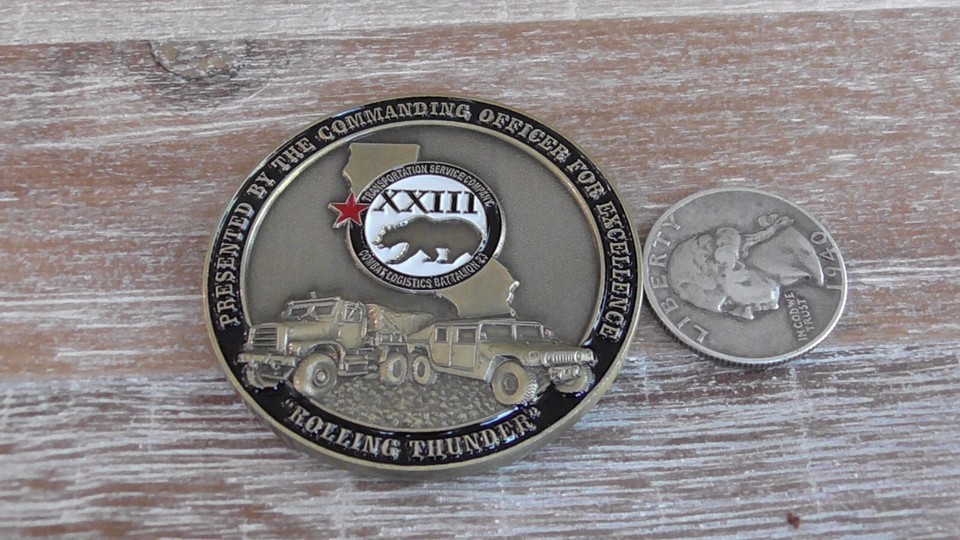 PRESENTED BY THE COMMANDING OFFICER FOR EXCELLENCE
TRANSPORTATION SERVICE COMPANY
XXIII
COMBAT LOGISTICS BATTALION 23
"ROLLING THUNDER"
LIBERTY
IN GOD WE
TRUST
1940